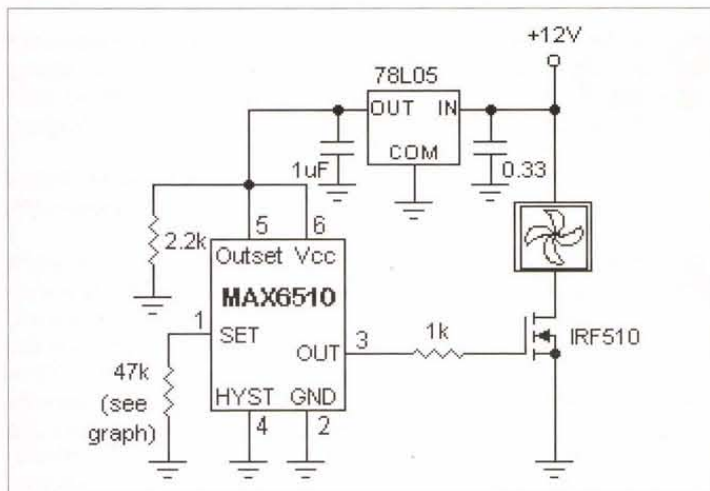 +12V
78L05
OUT IN
COM
1uF
0.33
2.2k
5 6
Outset Vcc
MAX6510
1
SET
OUT
3
1k
IRF510
47k
(see
graph)
HYST GND
4 2